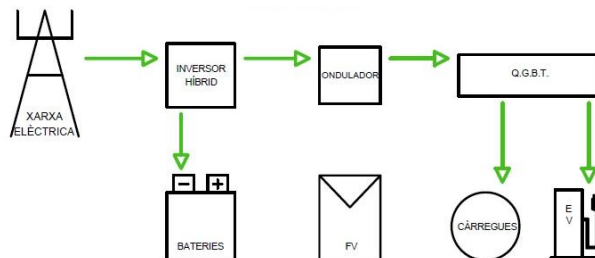 XARXA
ELÈCTRICA
INVERSOR
HÍBRID
ONDULADOR
Q.G.B.T.
BATERIES
FV
CÀRREGUES
E
V